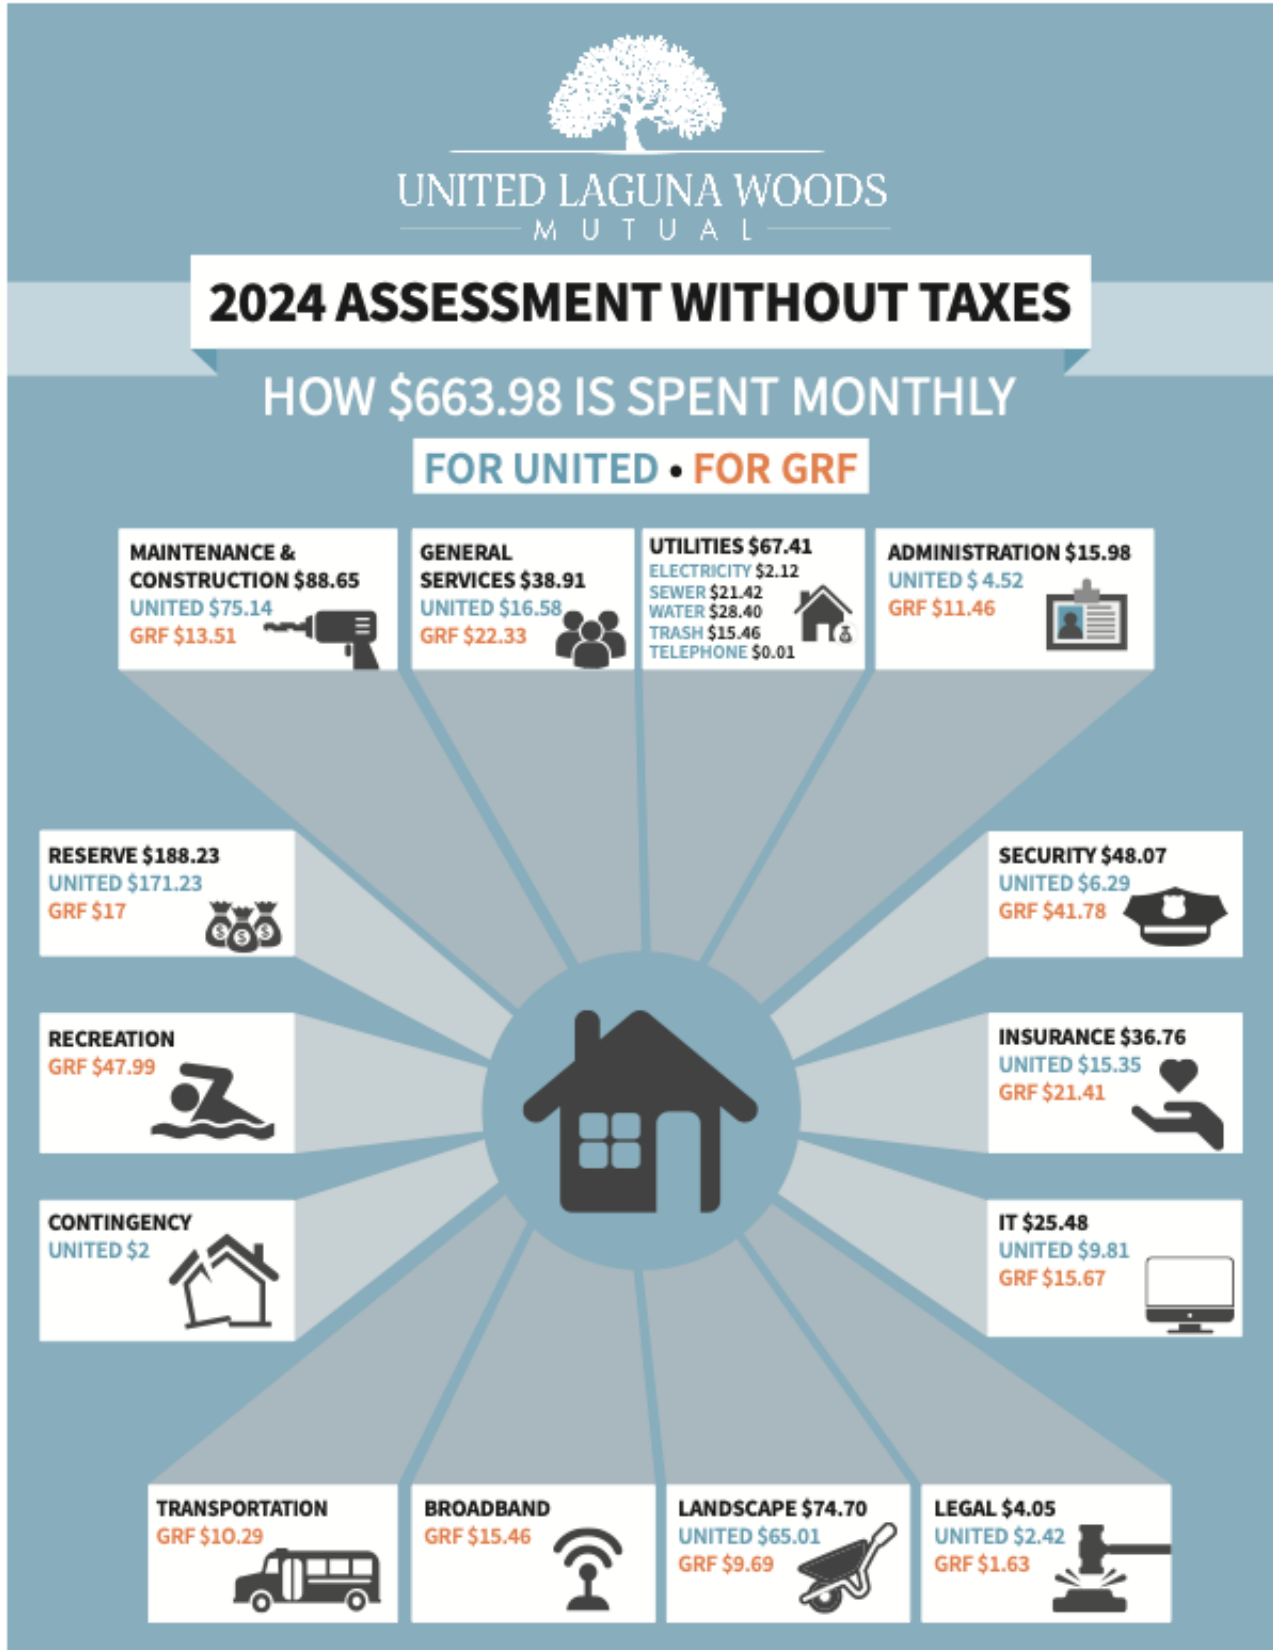 UNITED LAGUNA WOODS
MUTUAL
2024 ASSESSMENT WITHOUT TAXES
HOW $663.98 IS SPENT MONTHLY
FOR UNITED • FOR GRF
MAINTENANCE &
CONSTRUCTION $88.65
UNITED $75.14
GRF $13.51
GENERAL
SERVICES $38.91
UNITED $16.58
GRF $22.33
UTILITIES $67.41
ELECTRICITY $2.12
SEWER $21.42
WATER $28.40
TRASH $15.46
TELEPHONE $0.01
ADMINISTRATION $15.98
UNITED $ 4.52
GRF $11.46
RESERVE $188.23
UNITED $171.23
GRF $17
SECURITY $48.07
UNITED $6.29
GRF $41.78
RECREATION
GRF $47.99
INSURANCE $36.76
UNITED $15.35
GRF $21.41
CONTINGENCY
UNITED $2
IT $25.48
UNITED $9.81
GRF $15.67
TRANSPORTATION
GRF $10.29
BROADBAND
GRF $15.46
LANDSCAPE $74.70
UNITED $65.01
GRF $9.69
LEGAL $4.05
UNITED $2.42
GRF $1.63